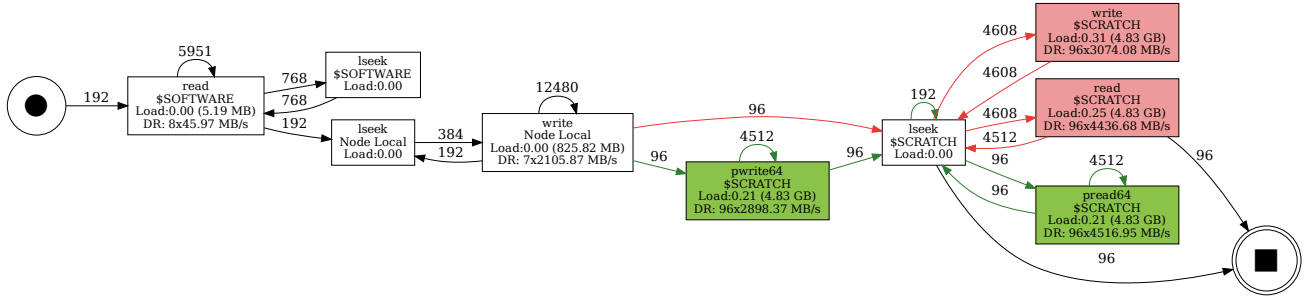 192
5951
read
$SOFTWARE
Load:0.00 (5.19 MB)
DR: 8x45.97 MB/s
768
768
192
lseek
$SOFTWARE
Load:0.00
lseek
Node Local
Load:0.00
384
192
12480
write
Node Local
Load:0.00 (825.82 MB)
DR: 7x2105.87 MB/s
96
96
4512
pwrite64
$SCRATCH
Load:0.21 (4.83 GB)
DR: 96x2898.37 MB/s
96
192
lseek
$SCRATCH
Load:0.00
4608
4608
4608
4512
96
96
96
write
$SCRATCH
Load:0.31 (4.83 GB)
DR: 96x3074.08 MB/s
read
$SCRATCH
Load:0.25 (4.83 GB)
DR: 96x4436.68 MB/s
4512
pread64
$SCRATCH
Load:0.21 (4.83 GB)
DR: 96x4516.95 MB/s
96